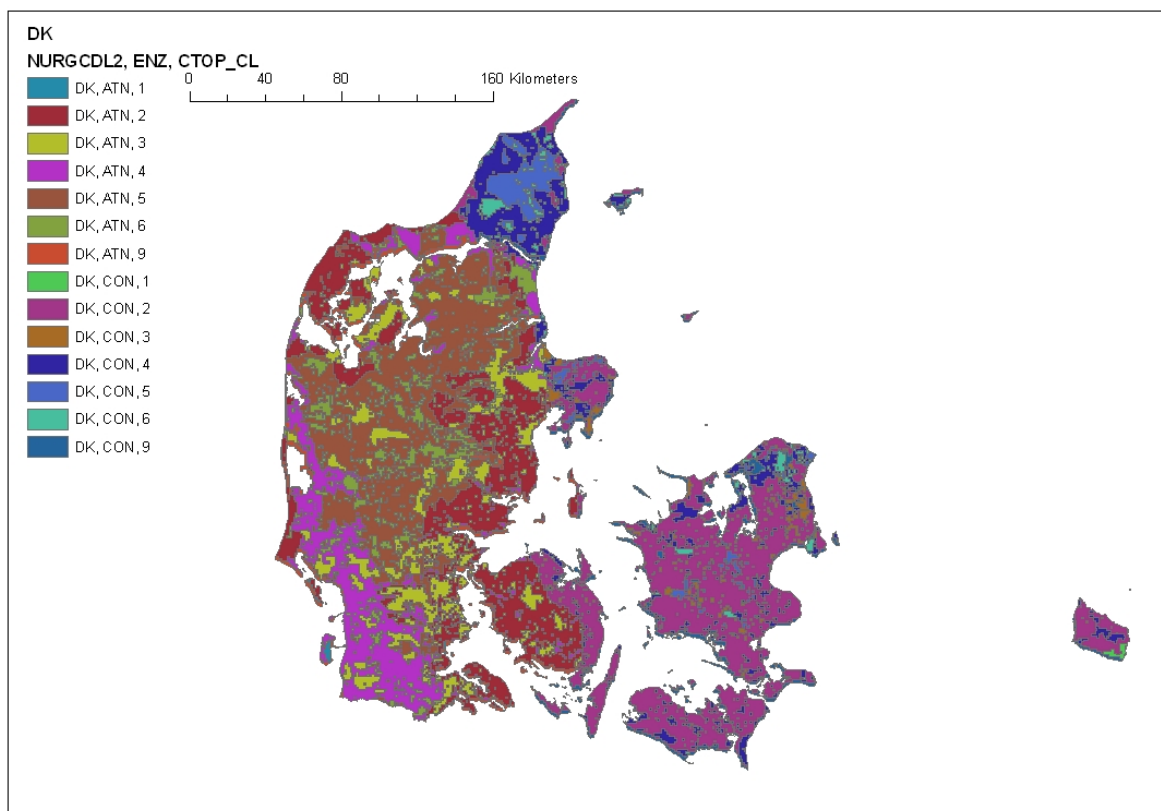 DK
NURGCDL2, ENZ, CTOP_CL
0 40 80 160 Kilometers
DK, ATN, 1
DK, ATN, 2
DK, ATN, 3
DK, ATN, 4
DK, ATN, 5
DK, ATN, 6
DK, ATN, 9
DK, CON, 1
DK, CON, 2
DK, CON, 3
DK, CON, 4
DK, CON, 5
DK, CON, 6
DK, CON, 9